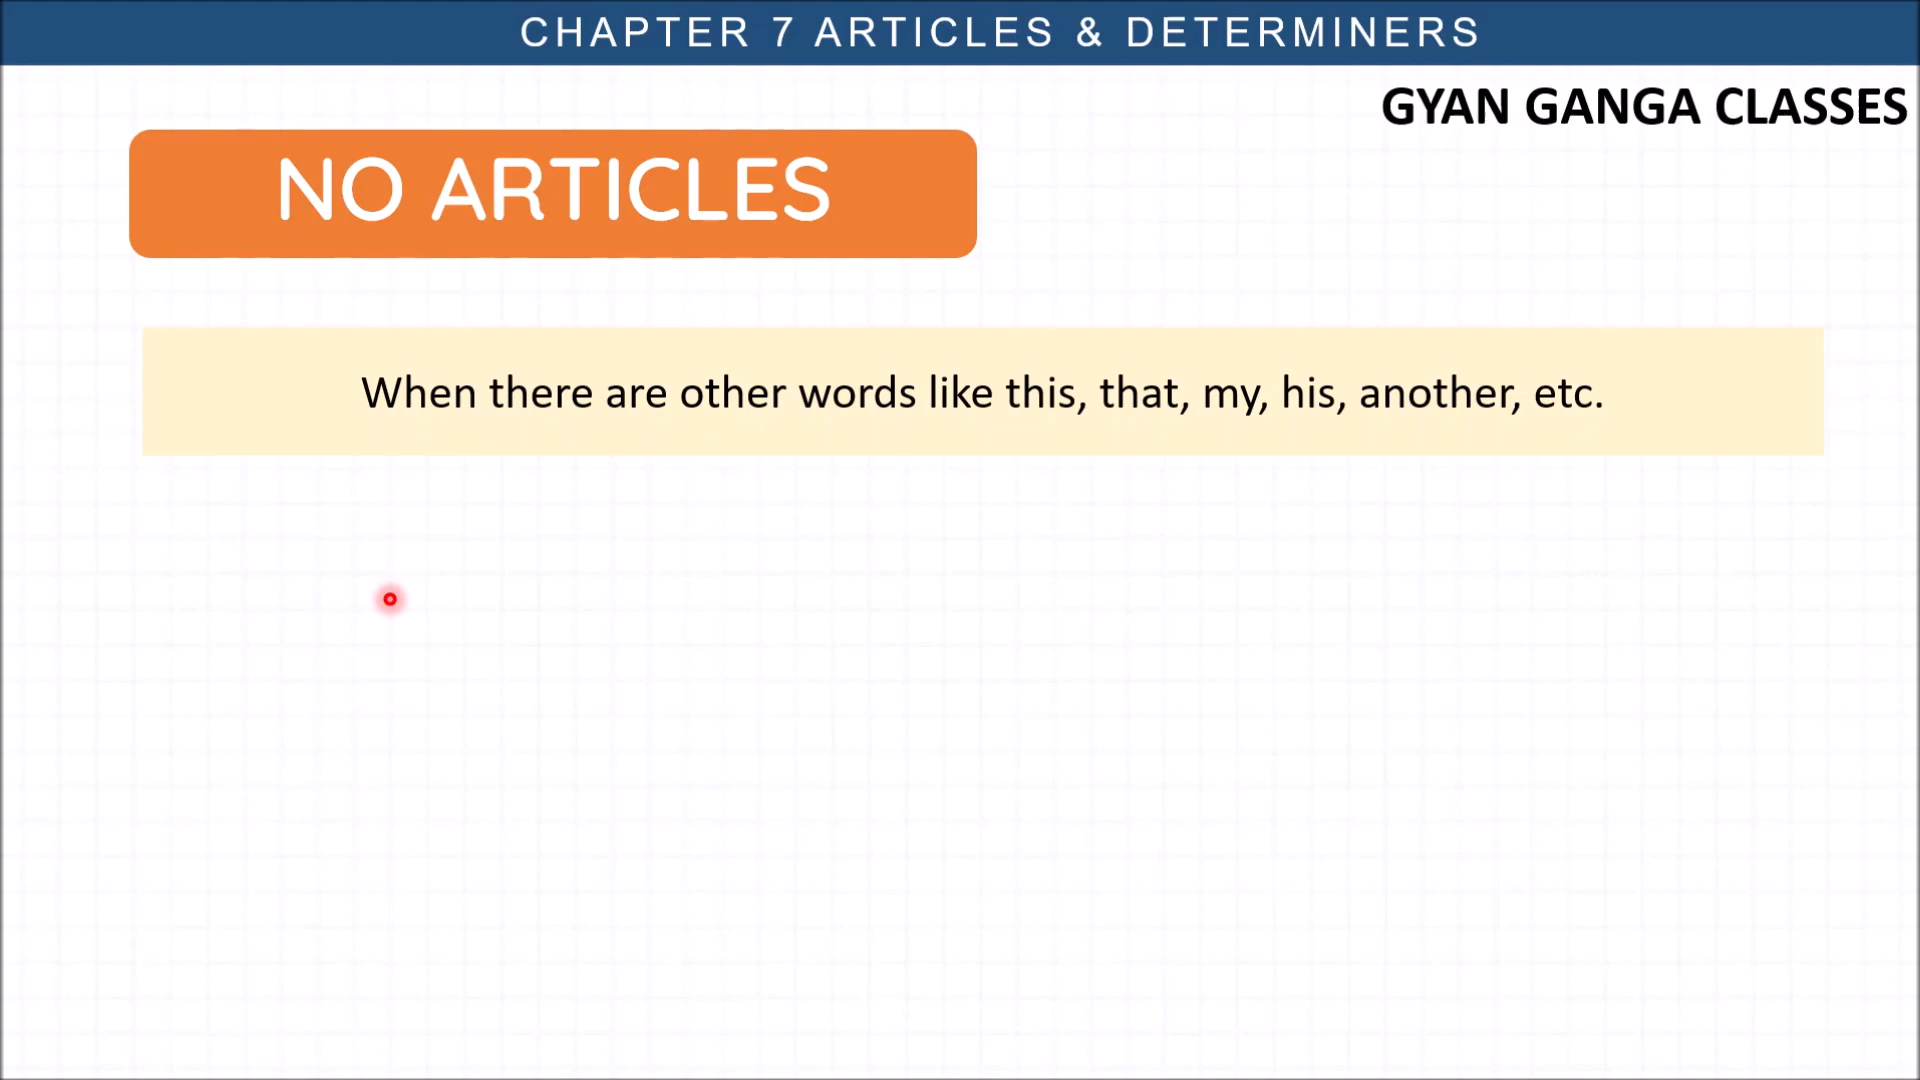 CHAPTER 7 ARTICLES & DETERMINERS
GYAN GANGA CLASSES
NO ARTICLES
When there are other words like this, that, my, his, another, etc.